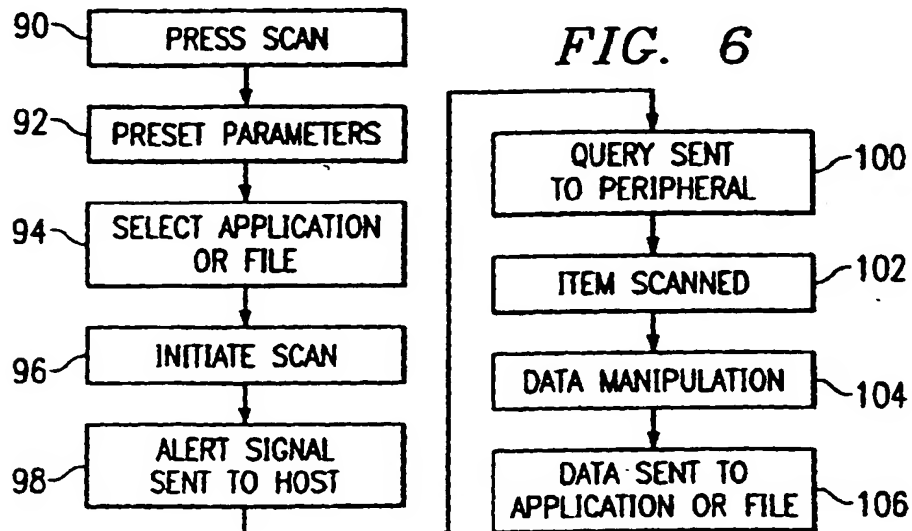 FIG. 6
90
PRESS SCAN
92
PRESET PARAMETERS
94
SELECT APPLICATION
OR FILE
96
INITIATE SCAN
98
ALERT SIGNAL
SENT TO HOST
QUERY SENT
TO PERIPHERAL
100
ITEM SCANNED
102
DATA MANIPULATION
104
DATA SENT TO
APPLICATION OR FILE
106